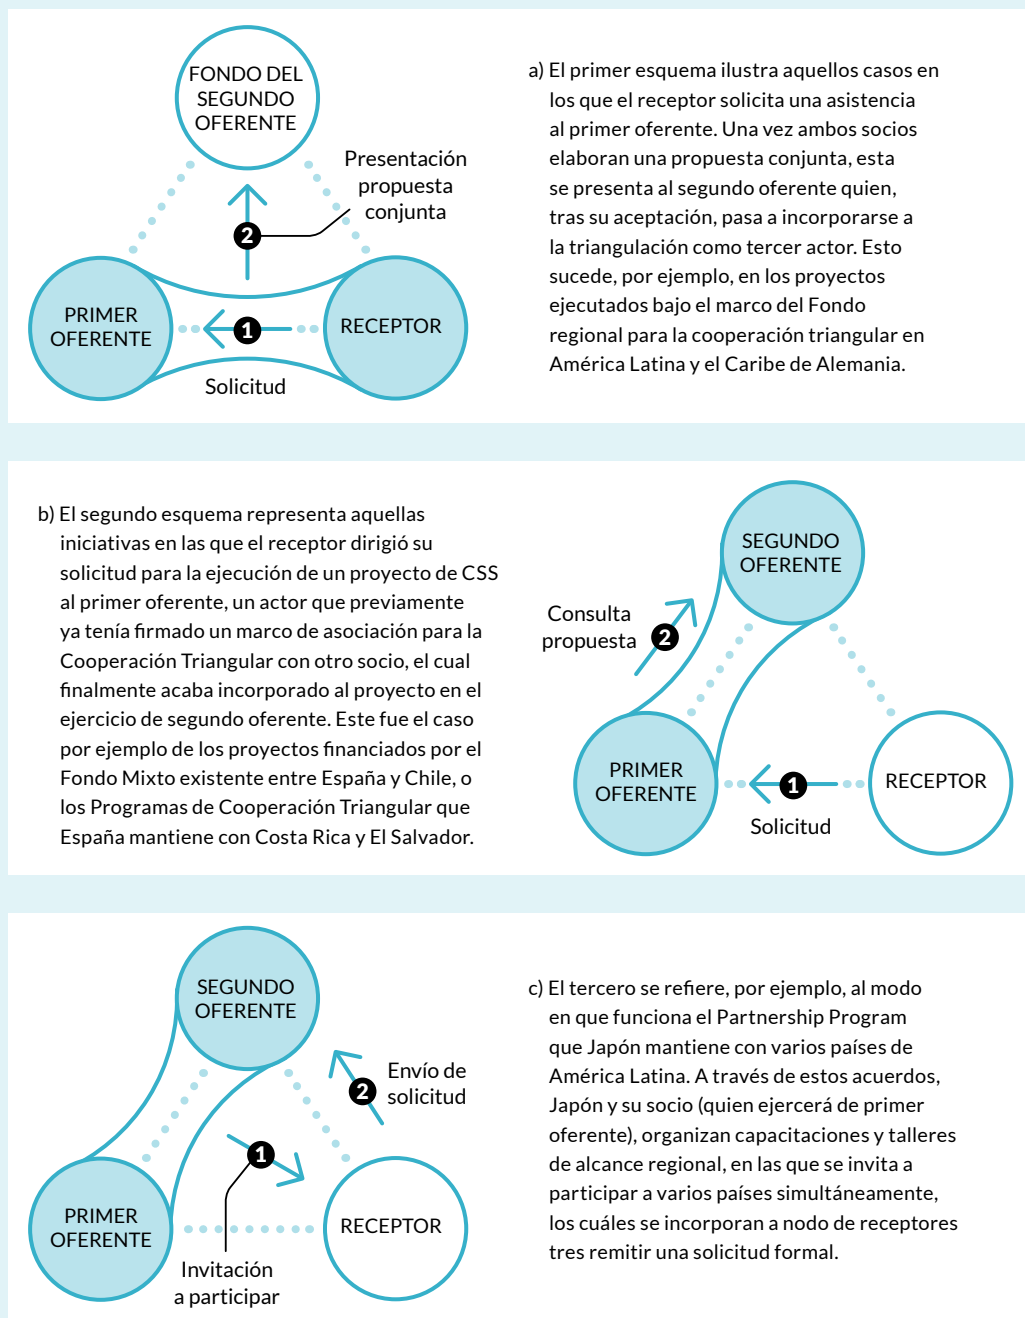 FONDO DEL
SEGUNDO
OFERENTE
Presentación
propuesta
conjunta
2
PRIMER
OFERENTE
1
RECEPTOR
Solicitud
a) El primer esquema ilustra aquellos casos en
los que el receptor solicita una asistencia
al primer oferente. Una vez ambos socios
elaboran una propuesta conjunta, esta
se presenta al segundo oferente quien,
tras su aceptación, pasa a incorporarse a
la triangulación como tercer actor. Esto
sucede, por ejemplo, en los proyectos
ejecutados bajo el marco del Fondo
regional para la cooperación triangular en
América Latina y el Caribe de Alemania.
b) El segundo esquema representa aquellas
iniciativas en las que el receptor dirigió su
solicitud para la ejecución de un proyecto de CSS
al primer oferente, un actor que previamente
ya tenía firmado un marco de asociación para la
Cooperación Triangular con otro socio, el cual
finalmente acaba incorporado al proyecto en el
ejercicio de segundo oferente. Este fue el caso
por ejemplo de los proyectos financiados por el
Fondo Mixto existente entre España y Chile, o
los Programas de Cooperación Triangular que
España mantiene con Costa Rica y El Salvador.
SEGUNDO
OFERENTE
Consulta
propuesta
2
PRIMER
OFERENTE
1
RECEPTOR
Solicitud
SEGUNDO
OFERENTE
Envío de
solicitud
2
1
PRIMER
OFERENTE
RECEPTOR
Invitación
a participar
c) El tercero se refiere, por ejemplo, al modo
en que funciona el Partnership Program
que Japón mantiene con varios países de
América Latina. A través de estos acuerdos,
Japón y su socio (quien ejercerá de primer
oferente), organizan capacitaciones y talleres
de alcance regional, en las que se invita a
participar a varios países simultáneamente,
los cuáles se incorporan a nodo de receptores
tres remitir una solicitud formal.